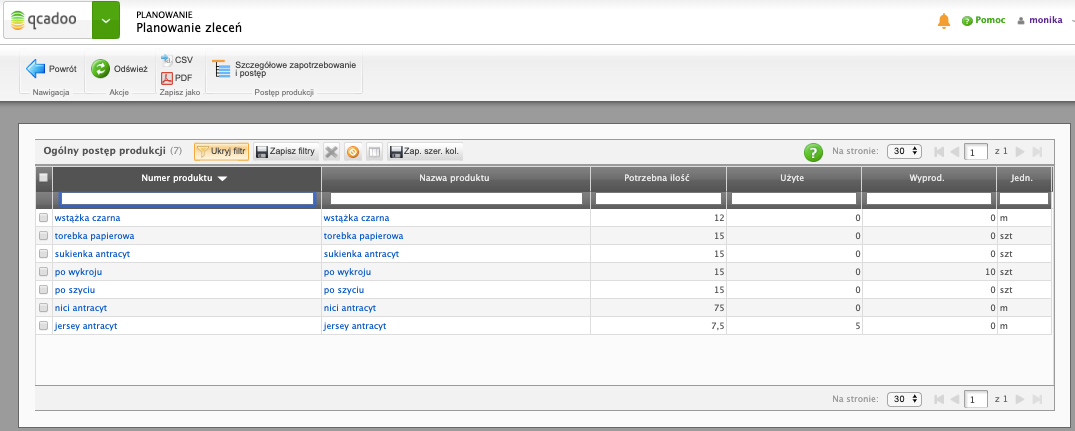 qcadoo
PLANOWANIE
Planowanie zleceń
Pomoc
monika
Powrót
Nawigacja
Odśwież
Akcje
CSV
PDF
Zapisz jako
Szczegółowe zapotrzebowanie
i postęp
Postęp produkcji
Ogólny postęp produkcji (7) Ukryj filtr Zapisz filtry Zap. szer. kol. ? Na stronie: 30 1 z 1
Numer produktu Nazwa produktu Potrzebna ilość Użyte Wyprod. Jedn.
wstążka czarna wstążka czarna 12 0 0 m
torebka papierowa torebka papierowa 15 0 0 szt
sukienka antracyt sukienka antracyt 15 0 0 szt
po wykroju po wykroju 15 0 10 szt
po szyciu po szyciu 15 0 0 szt
nici antracyt nici antracyt 75 0 0 m
jersey antracyt jersey antracyt 7,5 5 0 m
Na stronie: 30 1 z 1